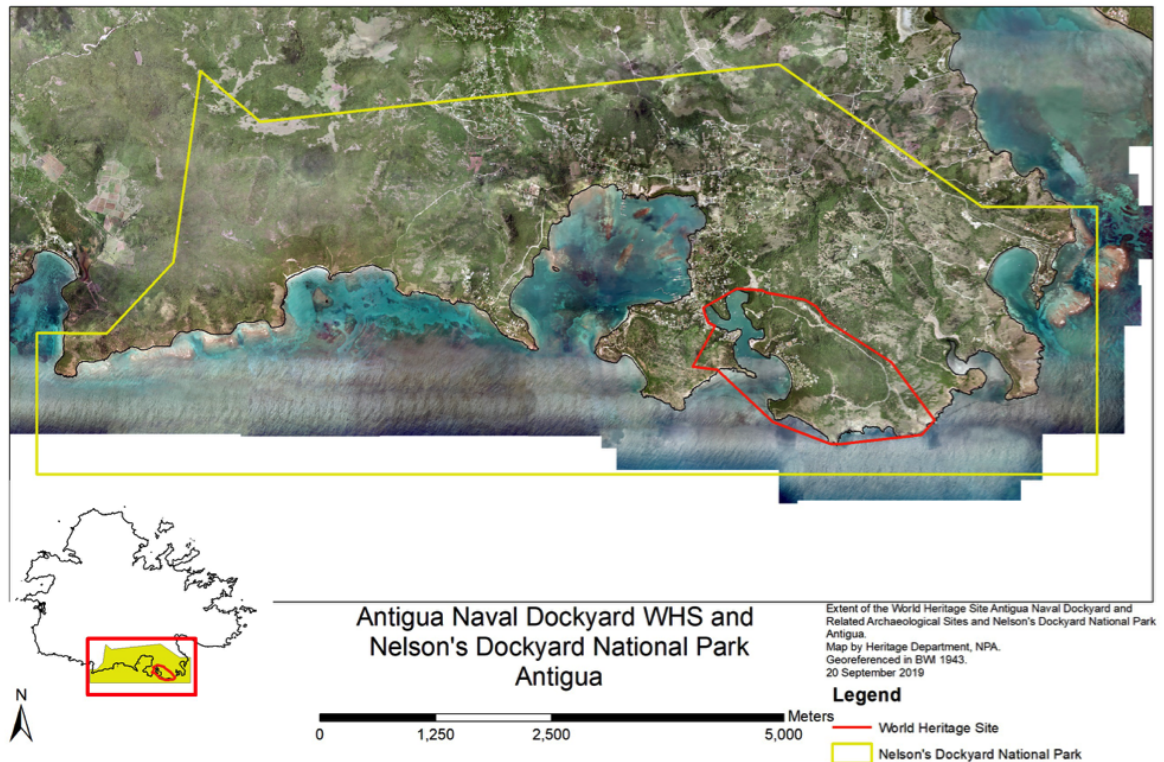 Antigua Naval Dockyard WHS and
Nelson's Dockyard National Park
Antigua
Extent of the World Heritage Site Antigua Naval Dockyard and
Related Archaeological Sites and Nelson's Dockyard National Park
Antigua.
Map by Heritage Department, NPA.
Georeferenced in BWI 1943.
20 September 2019
Legend
World Heritage Site
Nelson's Dockyard National Park
N
Meters
0 1,250 2,500 5,000